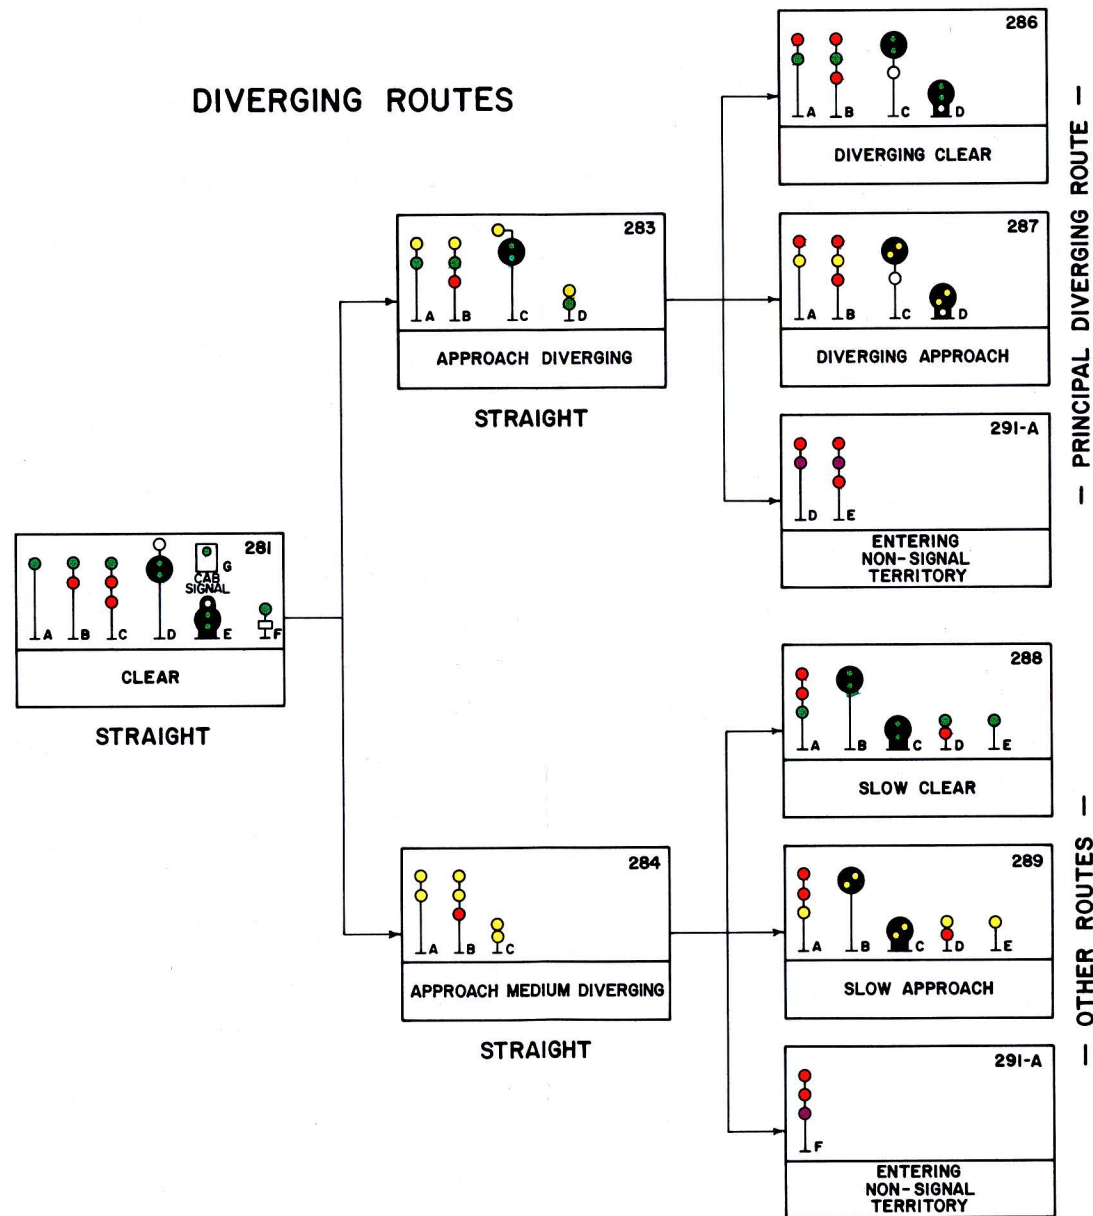 DIVERGING ROUTES
286
A B C D
DIVERGING CLEAR
283
A B C D
APPROACH DIVERGING
STRAIGHT
287
A B C D
DIVERGING APPROACH
291-A
D E
ENTERING
NON-SIGNAL
TERRITORY
— PRINCIPAL DIVERGING ROUTE —
281
G
CAB
SIGNAL
A B C D E F
CLEAR
STRAIGHT
288
A B C D E
SLOW CLEAR
284
A B C
APPROACH MEDIUM DIVERGING
STRAIGHT
289
A B C D E
SLOW APPROACH
291-A
F
ENTERING
NON-SIGNAL
TERRITORY
— OTHER ROUTES —